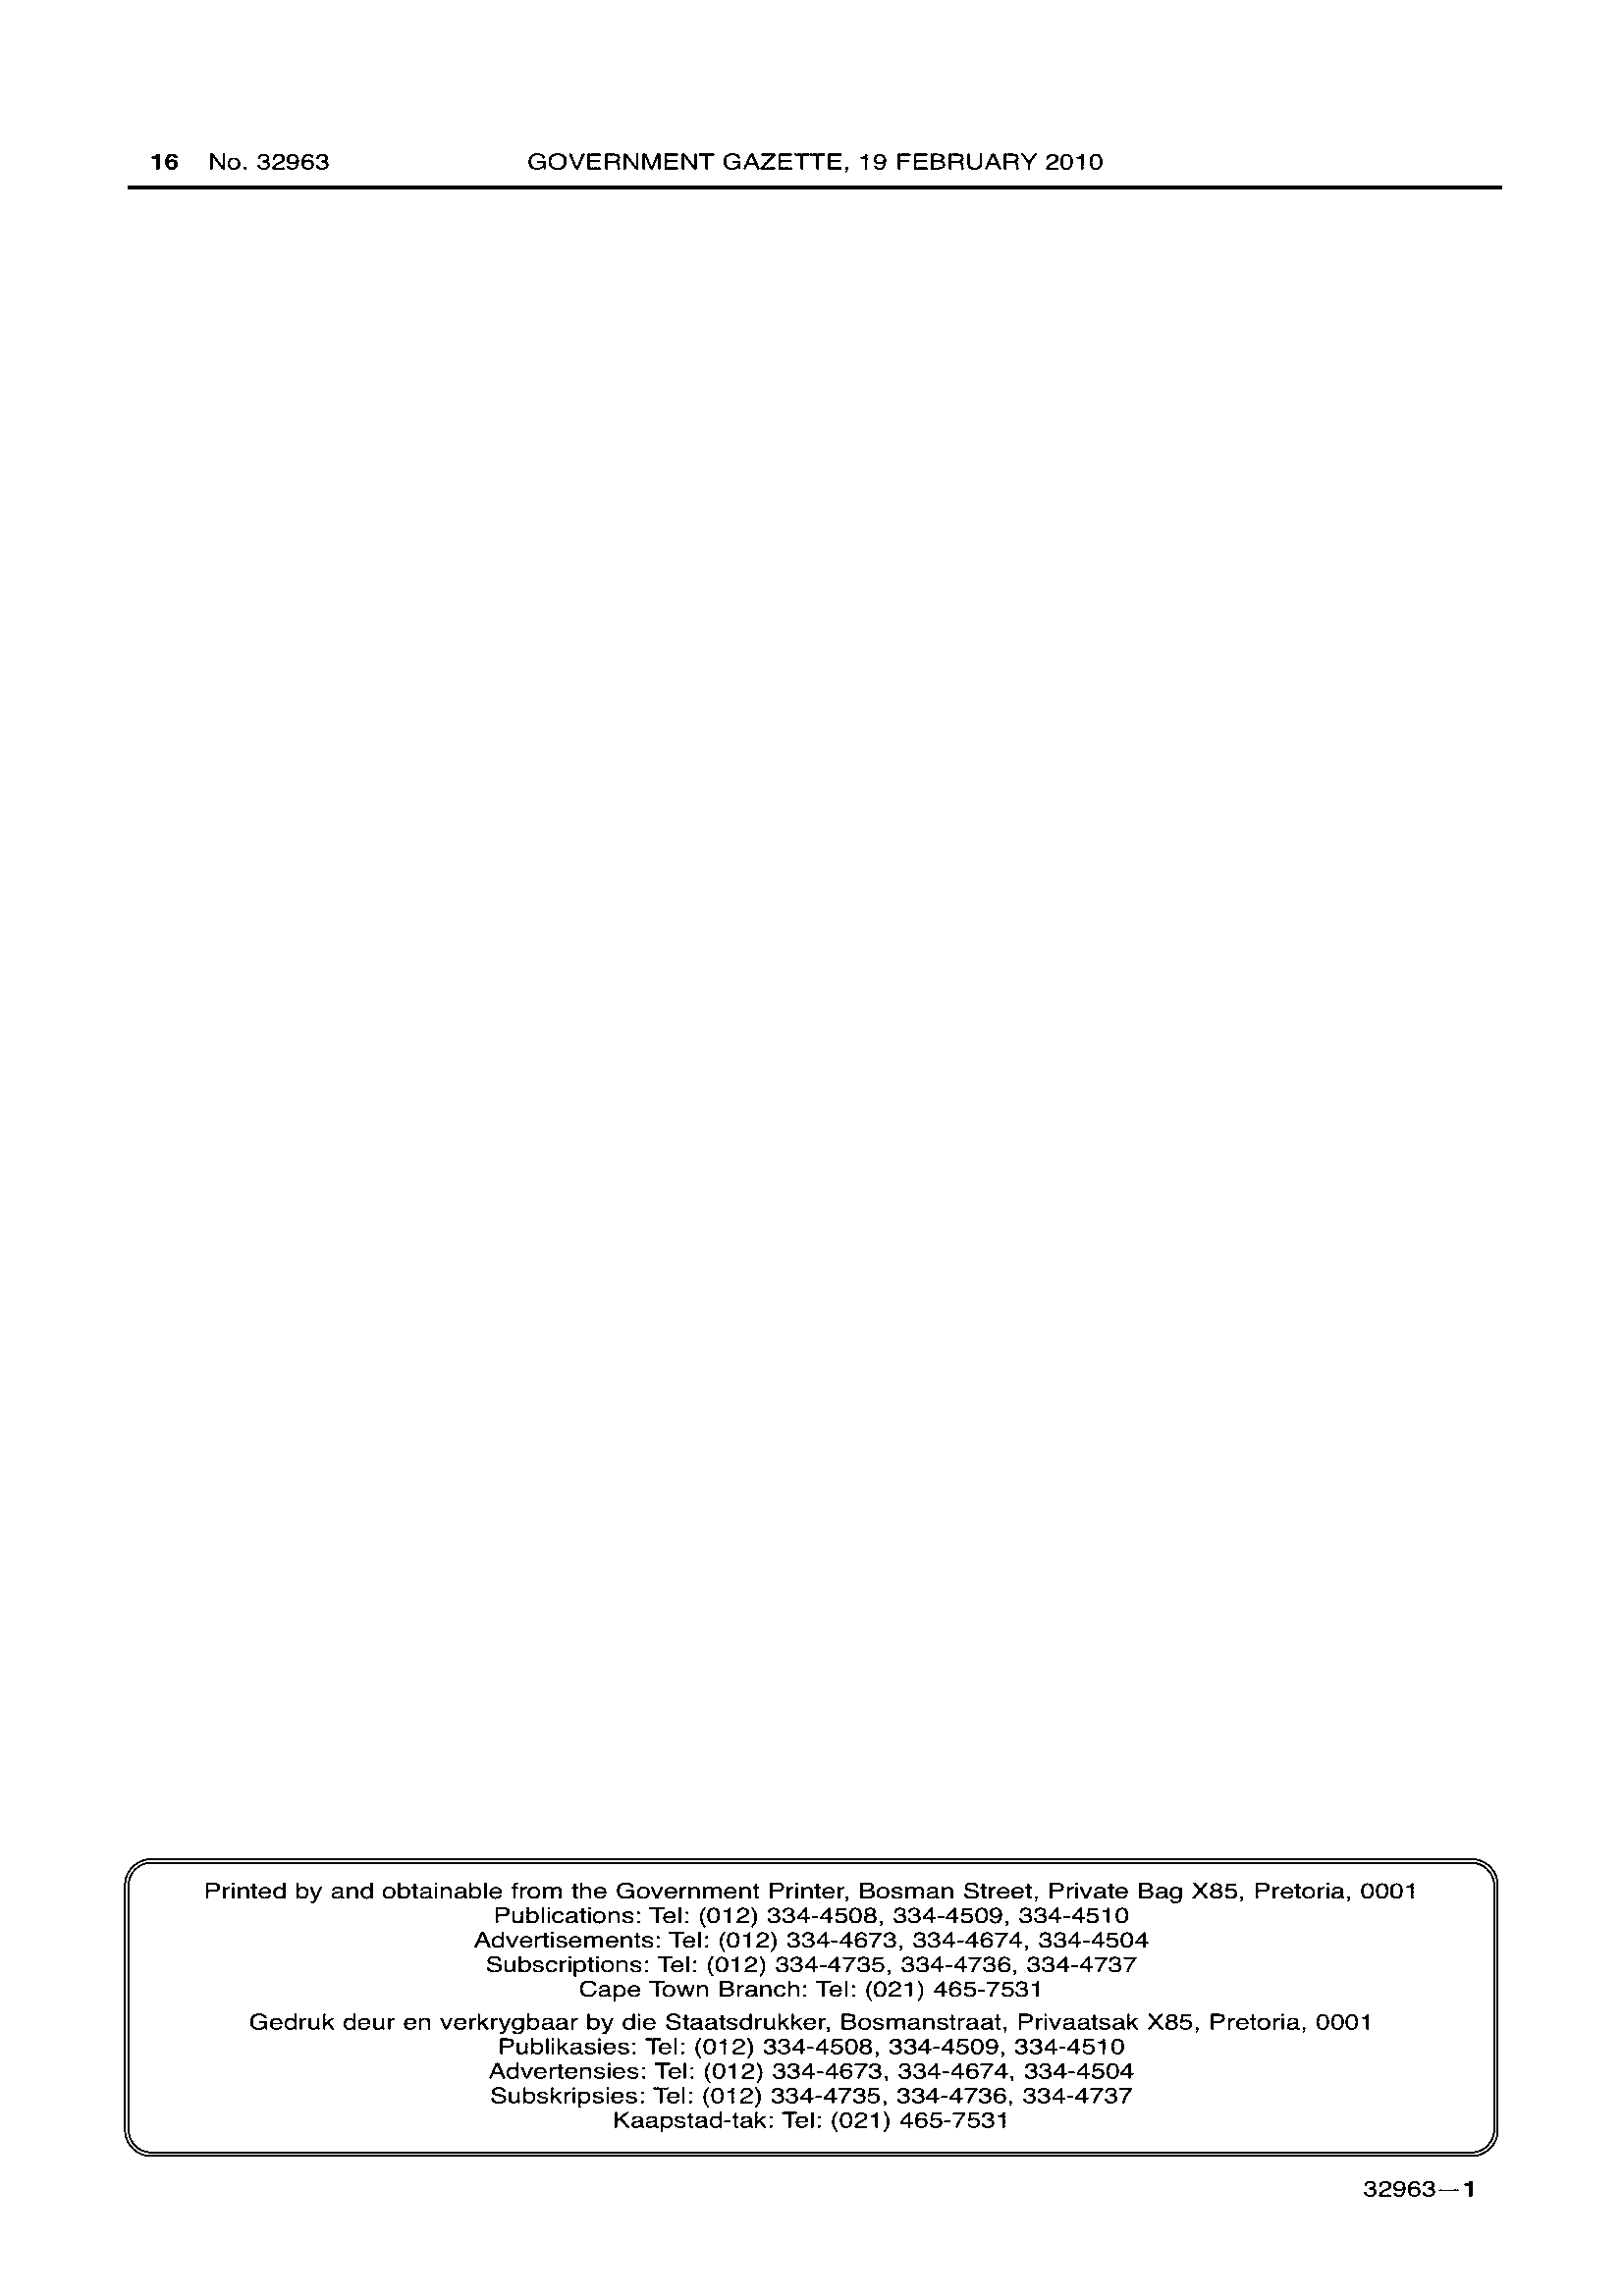 16 No. 32963 GOVERNMENT GAZETTE, 19 FEBRUARY 2010
Printed by and obtainable from the Government Printer, Bosman Street, Private Bag X85, Pretoria, 0001
Publications: Tel: (012) 334-4508, 334-4509, 334-4510
Advertisements: Tel: (012) 334-4673, 334-4674, 334-4504
Subscriptions: Tel: (012) 334-4735, 334-4736, 334-4737
Cape Town Branch: Tel: (021) 465-7531
Gedruk deur en verkrygbaar by die Staatsdrukker, Bosmanstraat, Privaatsak X85, Pretoria, 0001
Publikasies: Tel: (012) 334-4508, 334-4509, 334-4510
Advertensies: Tel: (012) 334-4673, 334-4674, 334-4504
Subskripsies: Tel: (012) 334-4735, 334-4736, 334-4737
Kaapstad-tak: Tel: (021) 465-7531
32963—1